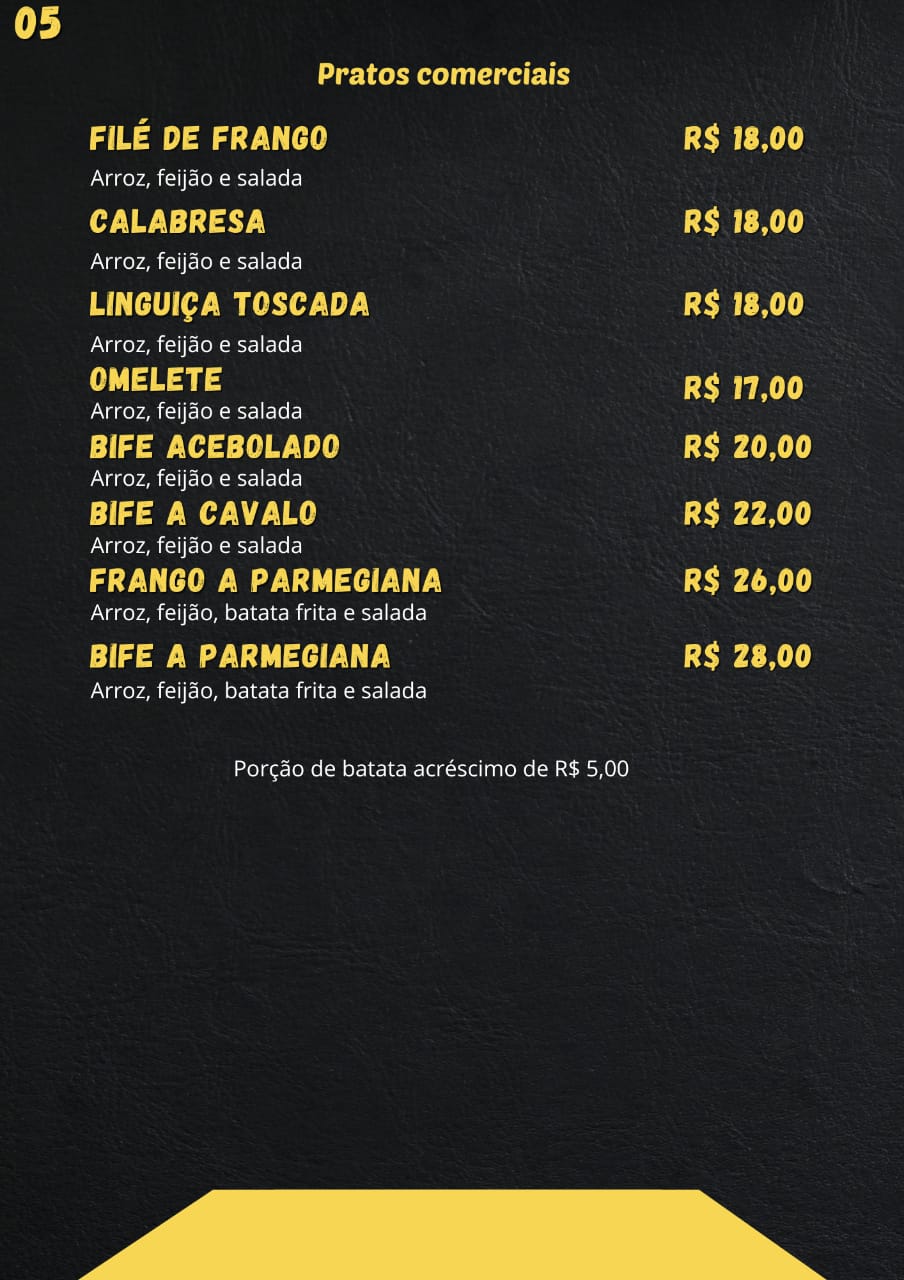 05
Pratos comerciais
FILÉ DE FRANGO R$ 18,00
Arroz, feijão e salada
CALABRESA R$ 18,00
Arroz, feijão e salada
LINGUIÇA TOSCADA R$ 18,00
Arroz, feijão e salada
OMELETE R$ 17,00
Arroz, feijão e salada
BIFE ACEBOLADO R$ 20,00
Arroz, feijão e salada
BIFE A CAVALO R$ 22,00
Arroz, feijão e salada
FRANGO A PARMEGIANA R$ 26,00
Arroz, feijão, batata frita e salada
BIFE A PARMEGIANA R$ 28,00
Arroz, feijão, batata frita e salada
Porção de batata acréscimo de R$ 5,00